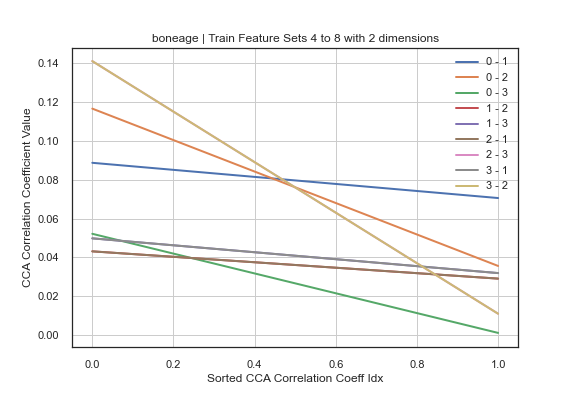 boneage | Train Feature Sets 4 to 8 with 2 dimensions
CCA Correlation Coefficient Value
0.14
0.12
0.10
0.08
0.06
0.04
0.02
0.00
0 - 1
0 - 2
0 - 3
1 - 2
1 - 3
2 - 1
2 - 3
3 - 1
3 - 2
0.0 0.2 0.4 0.6 0.8 1.0
Sorted CCA Correlation Coeff Idx